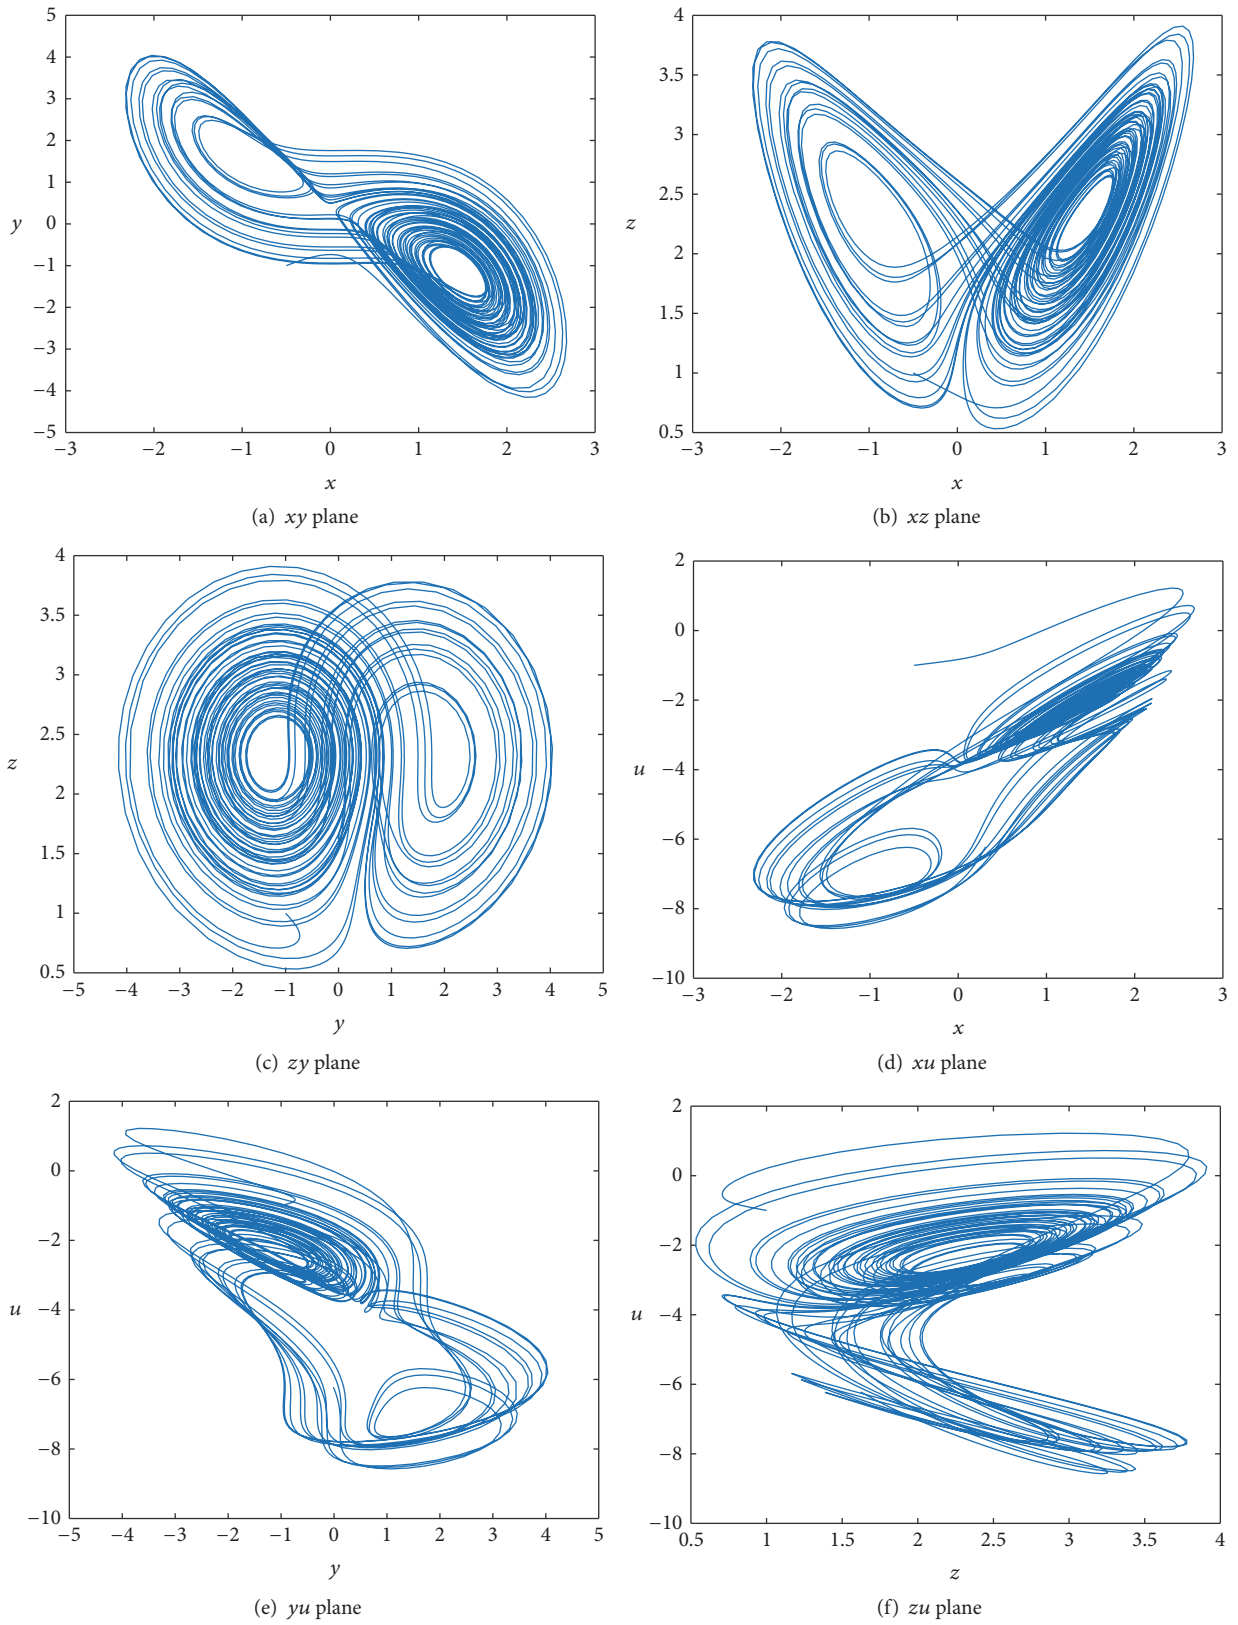 5
4
3
2
1
0
−1
−2
−3
−4
−5
y
−3 −2 −1 0 1 2 3
x
(a) xy plane
4
3.5
3
2.5
2
1.5
1
0.5
z
−3 −2 −1 0 1 2 3
x
(b) xz plane
4
3.5
3
2.5
2
1.5
1
0.5
z
−5 −4 −3 −2 −1 0 1 2 3 4 5
y
(c) zy plane
2
0
−2
−4
−6
−8
−10
u
−3 −2 −1 0 1 2 3
x
(d) xu plane
2
0
−2
−4
−6
−8
−10
u
−5 −4 −3 −2 −1 0 1 2 3 4 5
y
(e) yu plane
2
0
−2
−4
−6
−8
−10
u
0.5 1 1.5 2 2.5 3 3.5 4
z
(f) zu plane